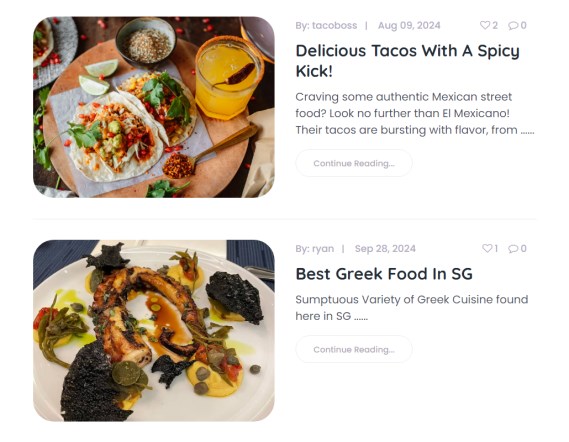 By: tacoboss | Aug 09, 2024 2 0
Delicious Tacos With A Spicy
Kick!
Craving some authentic Mexican street
food? Look no further than El Mexicano!
Their tacos are bursting with flavor, from ......
Continue Reading...
By: ryan | Sep 28, 2024 1 0
Best Greek Food In SG
Sumptuous Variety of Greek Cuisine found
here in SG ......
Continue Reading...